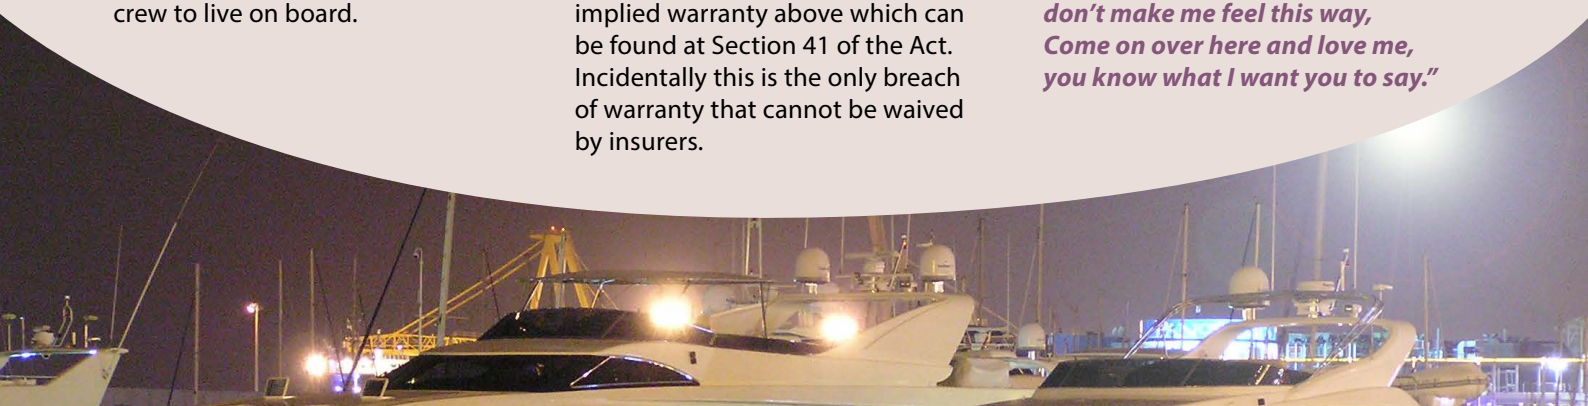 crew to live on board.
implied warranty above which can
be found at Section 41 of the Act.
Incidentally this is the only breach
of warranty that cannot be waived
by insurers.
don’t make me feel this way,
Come on over here and love me,
you know what I want you to say.”